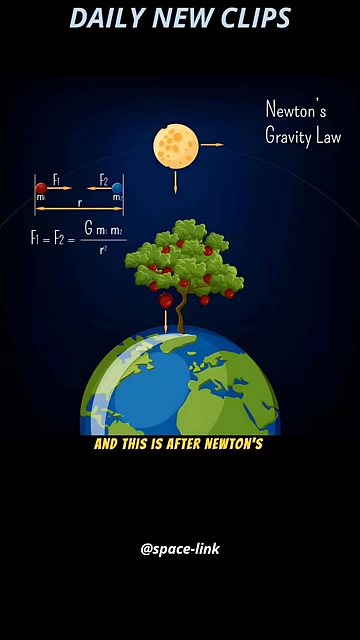 DAILY NEW CLIPS
Newton's
Gravity Law
F₁ F₂
m₁ r m₂
F₁ = F₂ = G m₁ m₂
r²
AND THIS IS AFTER NEWTON'S
@space-link